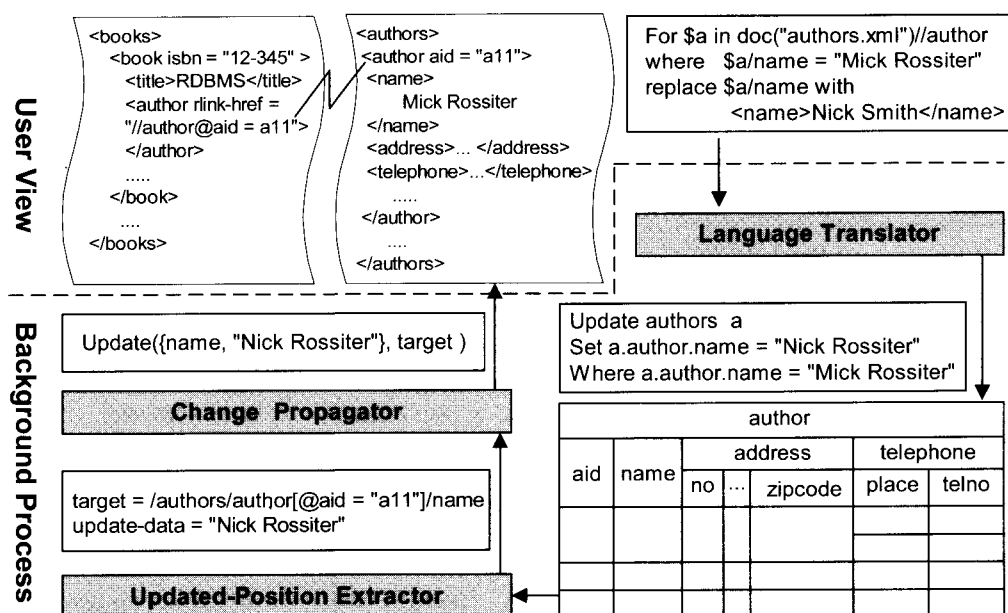 User View
<books>
<book isbn = "12-345" >
<title>RDBMS</title>
<author rlink-href =
"//author@aid = a11">
</author>
.....
</book>
....
</books>
<authors>
<author aid = "a11">
<name>
Mick Rossiter
</name>
<address>... </address>
<telephone>...</telephone>
.....
</author>
....
</authors>
For $a in doc("authors.xml")//author
where $a/name = "Mick Rossiter"
replace $a/name with
<name>Nick Smith</name>
Language Translator
Background Process
Update({name, "Nick Rossiter"}, target )
Change Propagator
target = /authors/author[@aid = "a11"]/name
update-data = "Nick Rossiter"
Updated-Position Extractor
Update authors a
Set a.author.name = "Nick Rossiter"
Where a.author.name = "Mick Rossiter"
author
aid name address telephone
no ... zipcode place telno